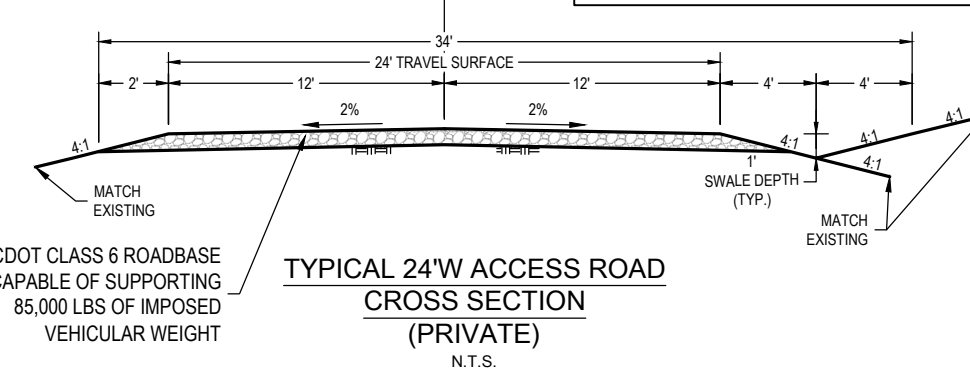 34'
24' TRAVEL SURFACE
2'
12'
12'
4'
4'
2%
2%
4:1
4:1
4:1
4:1
4:1
1'
SWALE DEPTH
(TYP.)
MATCH
EXISTING
MATCH
EXISTING
CDOT CLASS 6 ROADBASE
CAPABLE OF SUPPORTING
85,000 LBS OF IMPOSED
VEHICULAR WEIGHT
TYPICAL 24'W ACCESS ROAD
CROSS SECTION
(PRIVATE)
N.T.S.